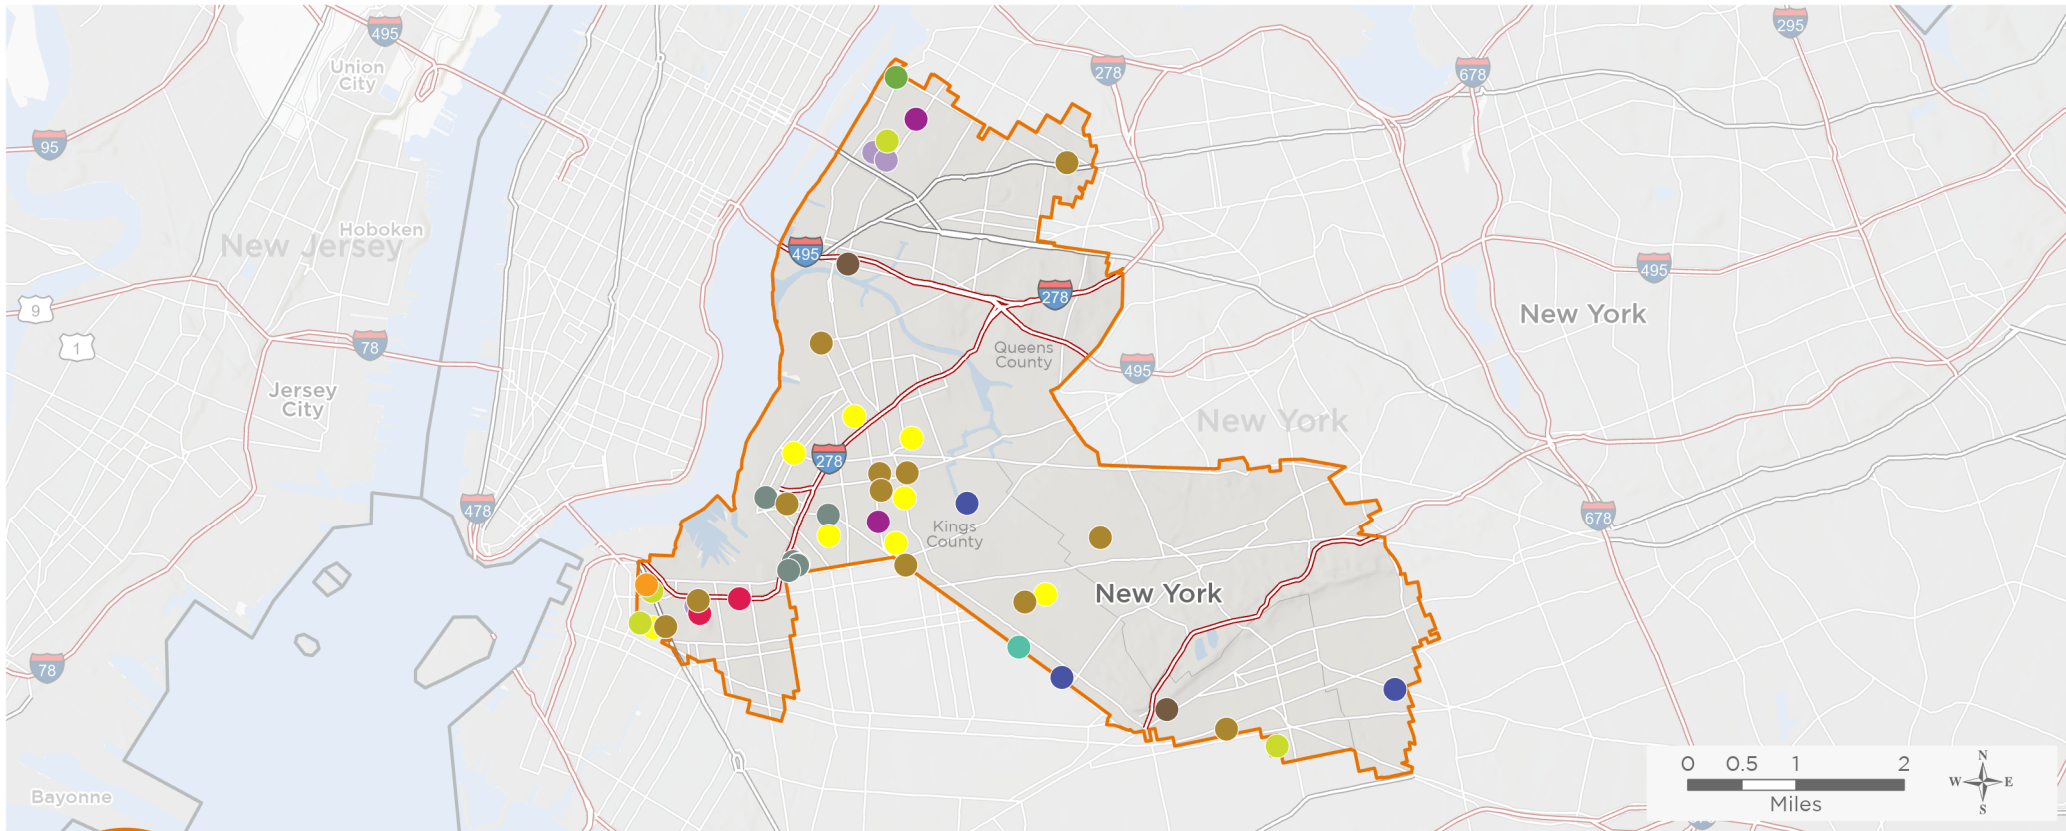 495
295
Union
City
278
678
95
New Jersey
Hoboken
495
495
278
9
New York
1
78
Queens
County
495
Jersey
City
New York
278
478
678
Kings
County
New York
78
0 0.5 1 2
Miles
N
W E
S
Bayonne